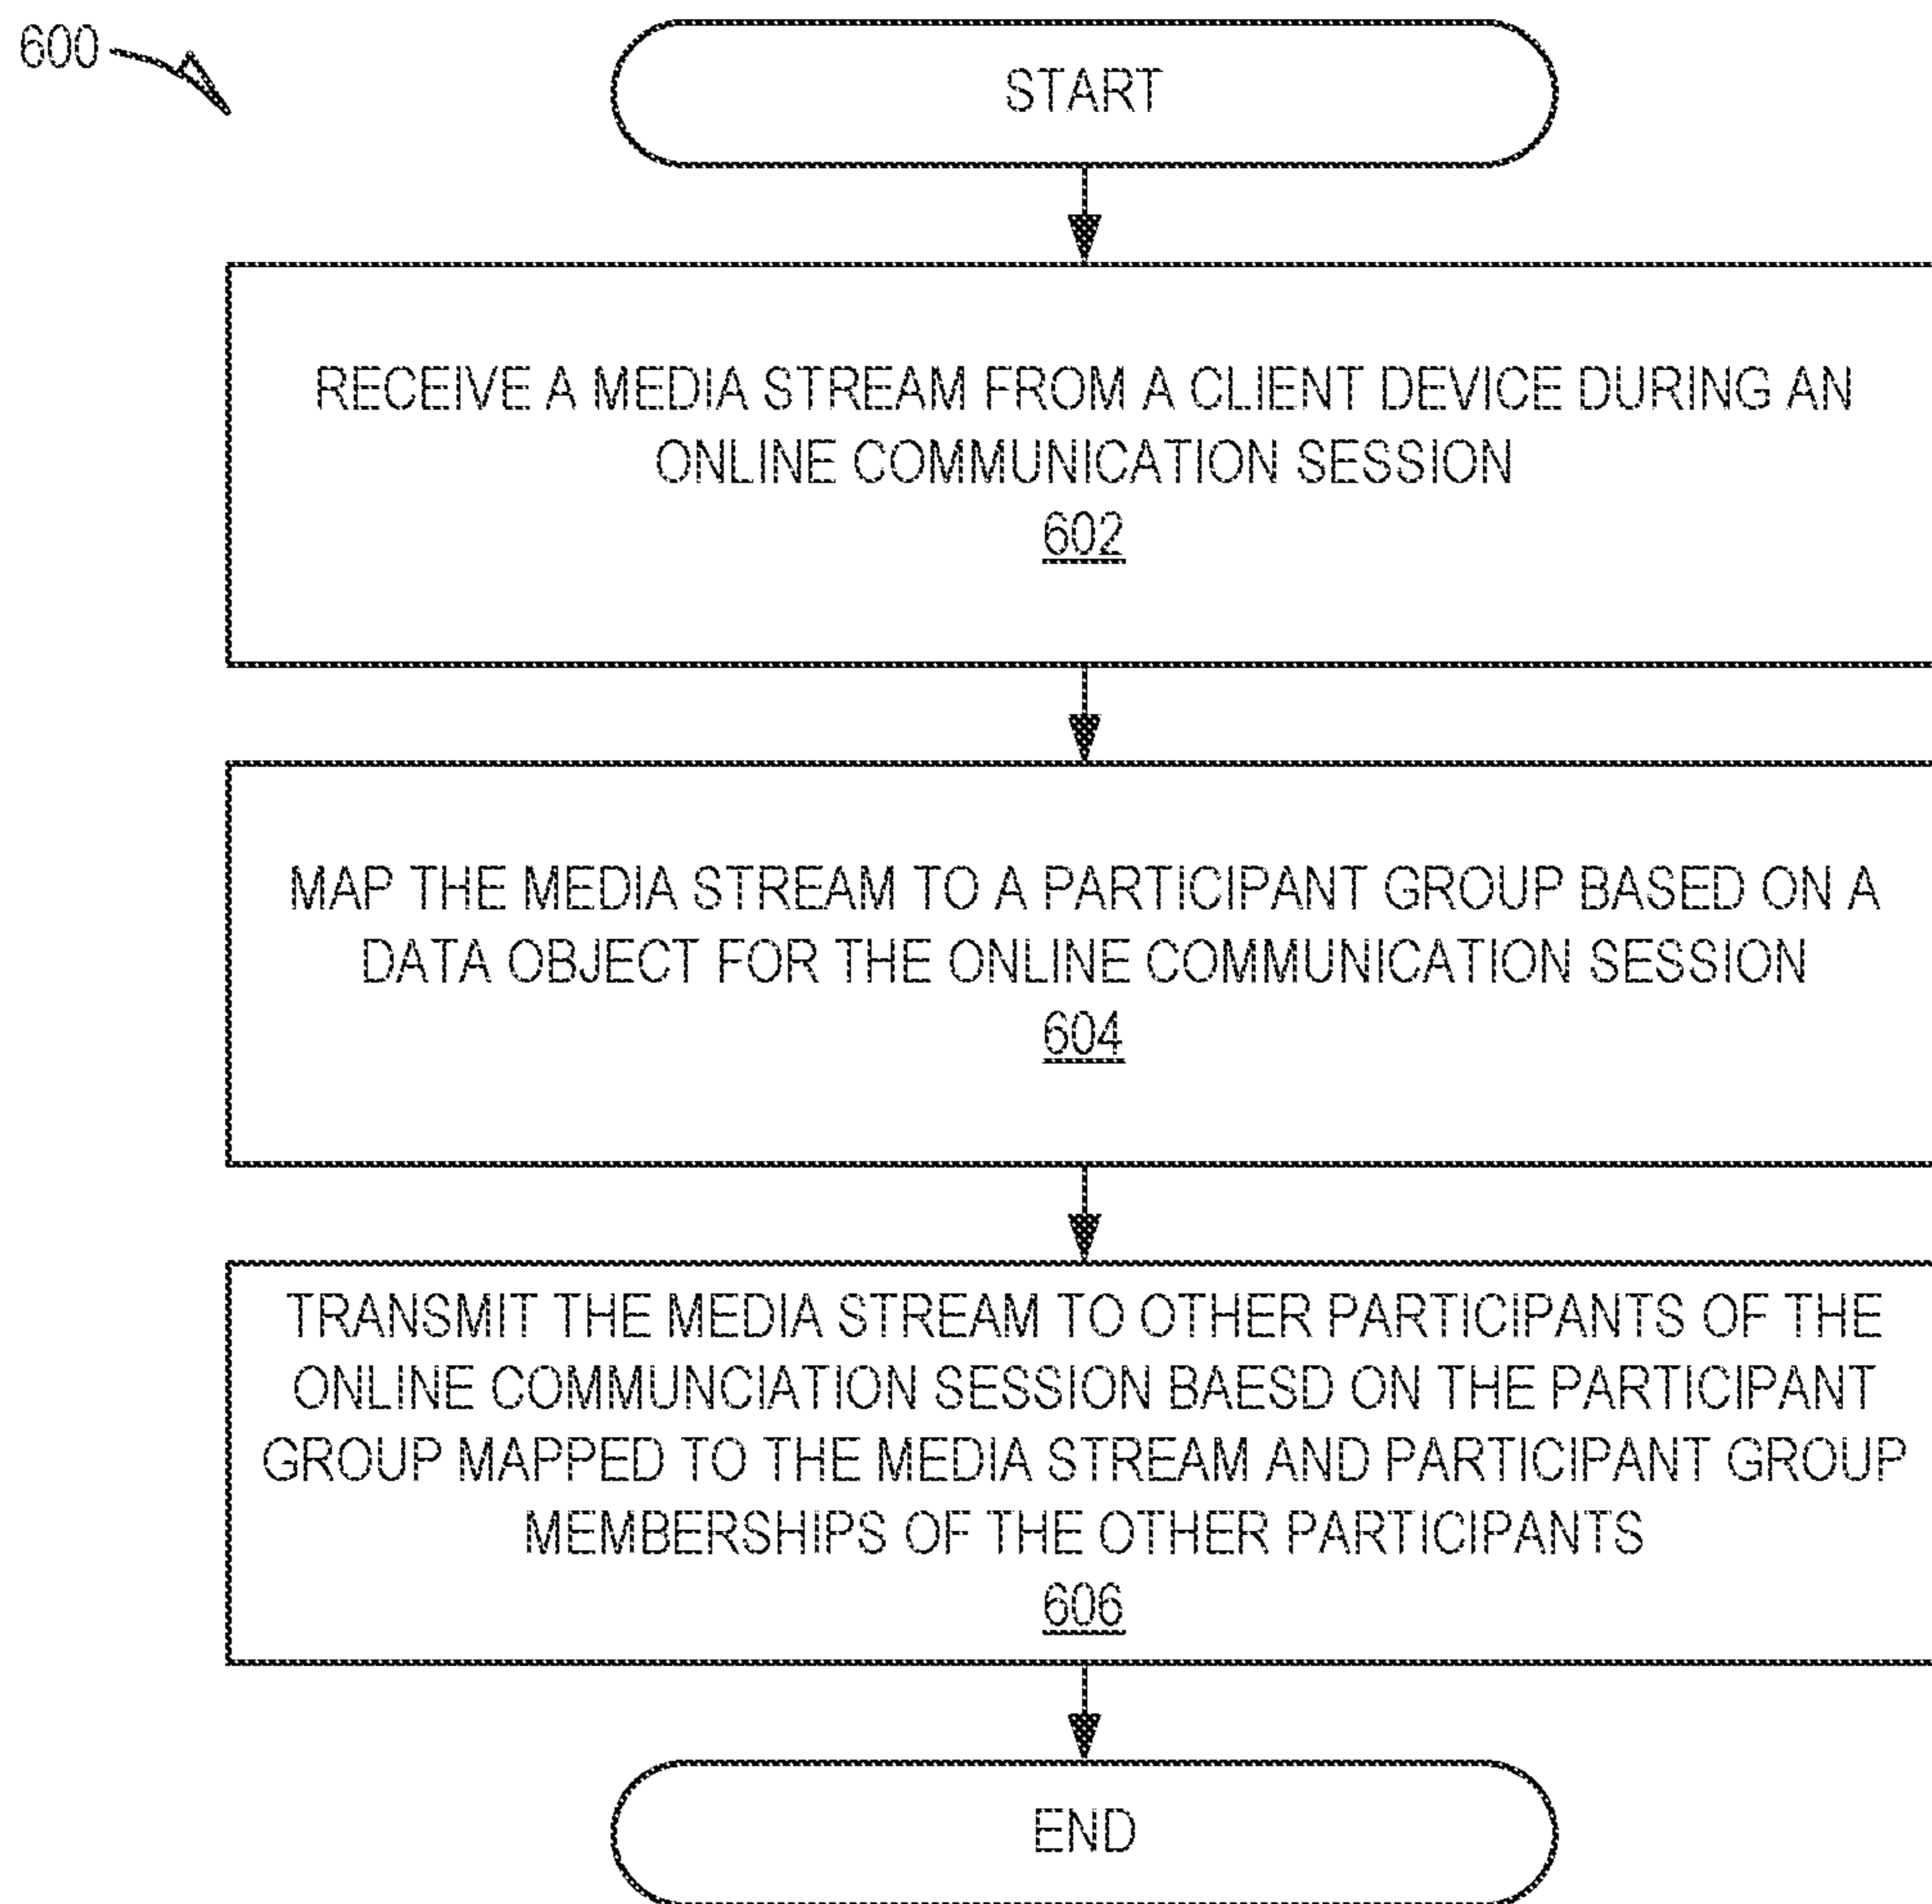 600
START
RECEIVE A MEDIA STREAM FROM A CLIENT DEVICE DURING AN
ONLINE COMMUNICATION SESSION
602
MAP THE MEDIA STREAM TO A PARTICIPANT GROUP BASED ON A
DATA OBJECT FOR THE ONLINE COMMUNICATION SESSION
604
TRANSMIT THE MEDIA STREAM TO OTHER PARTICIPANTS OF THE
ONLINE COMMUNCIATION SESSION BAESD ON THE PARTICIPANT
GROUP MAPPED TO THE MEDIA STREAM AND PARTICIPANT GROUP
MEMBERSHIPS OF THE OTHER PARTICIPANTS
606
END